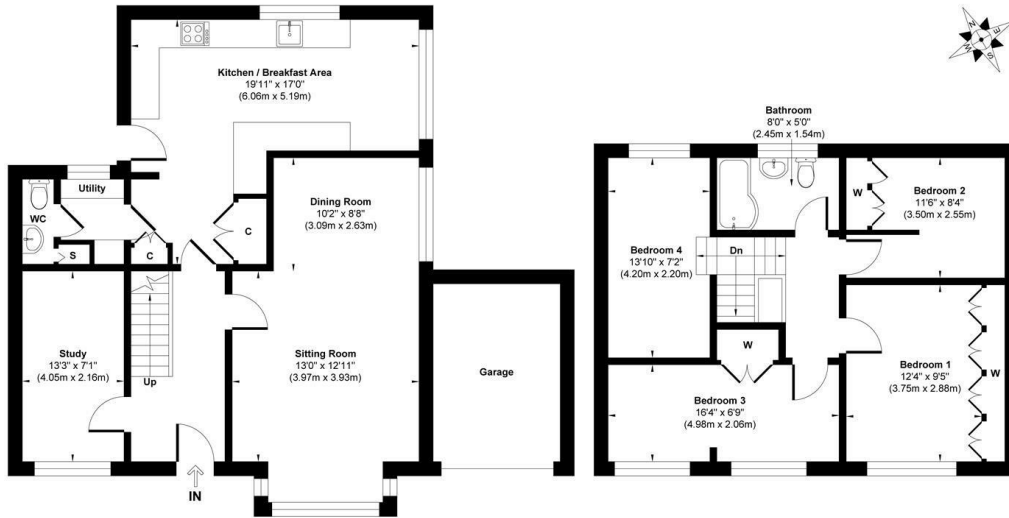 Kitchen / Breakfast Area
19'11" x 17'0"
(6.06m x 5.19m)
Utility
WC
S
C
C
Dining Room
10'2" x 8'8"
(3.09m x 2.63m)
Study
13'3" x 7'1"
(4.05m x 2.16m)
Up
Sitting Room
13'0" x 12'11"
(3.97m x 3.93m)
Garage
IN
N
E
S
W
Bathroom
8'0" x 5'0"
(2.45m x 1.54m)
W
Bedroom 2
11'6" x 8'4"
(3.50m x 2.55m)
Bedroom 4
13'10" x 7'2"
(4.20m x 2.20m)
Dn
W
Bedroom 1
12'4" x 9'5"
(3.75m x 2.88m)
W
Bedroom 3
16'4" x 6'9"
(4.98m x 2.06m)